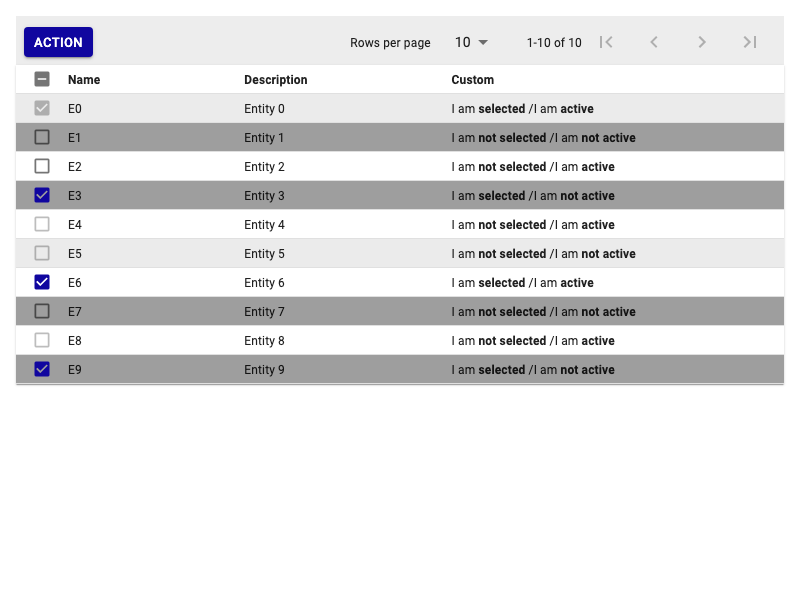 ACTION Rows per page 10 1-10 of 10
Name Description Custom
E0 Entity 0 I am selected /I am active
E1 Entity 1 I am not selected /I am not active
E2 Entity 2 I am not selected /I am active
E3 Entity 3 I am selected /I am not active
E4 Entity 4 I am not selected /I am active
E5 Entity 5 I am not selected /I am not active
E6 Entity 6 I am selected /I am active
E7 Entity 7 I am not selected /I am not active
E8 Entity 8 I am not selected /I am active
E9 Entity 9 I am selected /I am not active